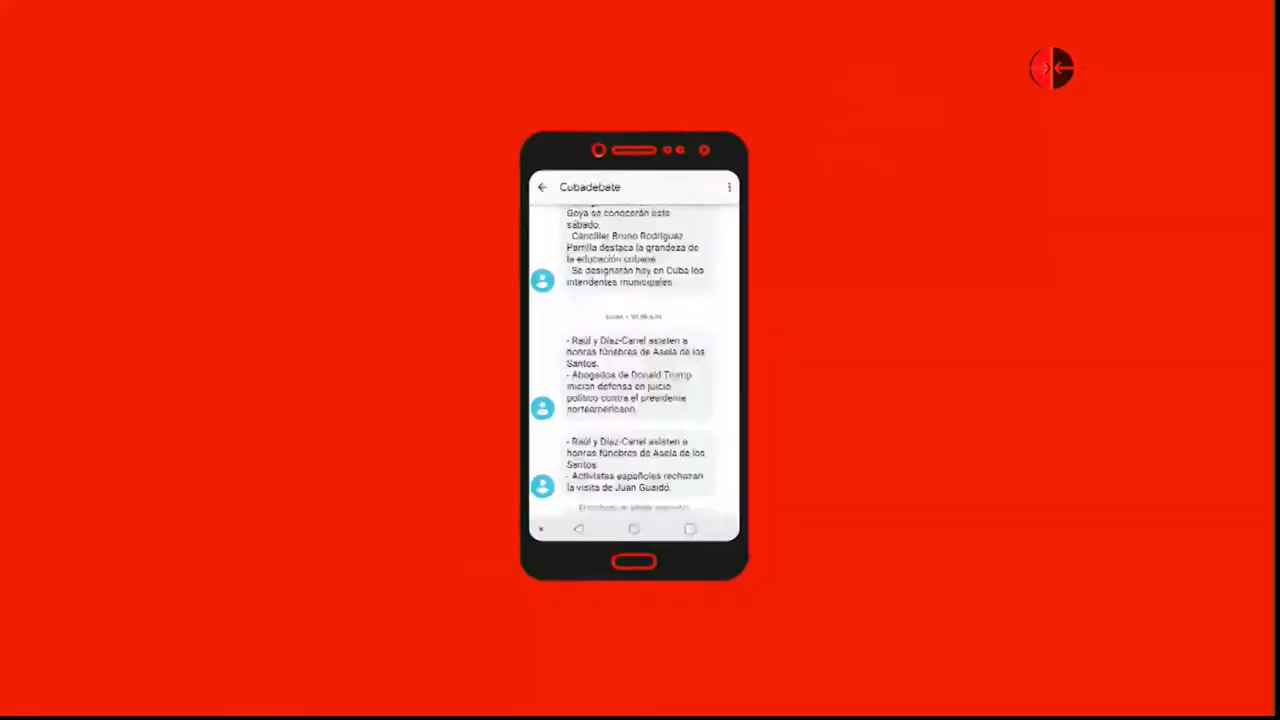 Cubadebate
Goya se conocerán este
sábado.
Canciller Bruno Rodríguez
Parrilla destaca la grandeza de
la educación cubana
Se designarán hoy en Cuba los
intendentes municipales.
- Raúl y Díaz-Canel asisten a
honras fúnebres de Asela de los
Santos.
- Abogados de Donald Trump
inician defensa en juicio
político contra el presidente
norteamericano.
- Raúl y Díaz-Canel asisten a
honras fúnebres de Asela de los
Santos
- Activistas españoles rechazan
la visita de Juan Guaidó.